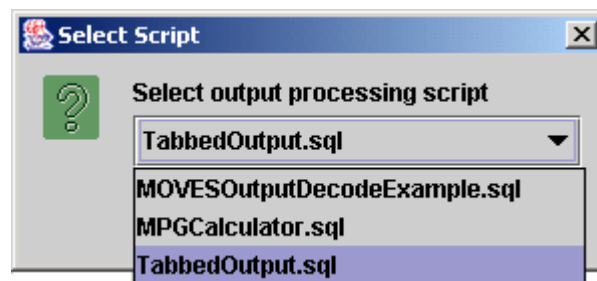 Select Script
Select output processing script
TabbedOutput.sql
MOVESOutputDecodeExample.sql
MPGCalculator.sql
TabbedOutput.sql